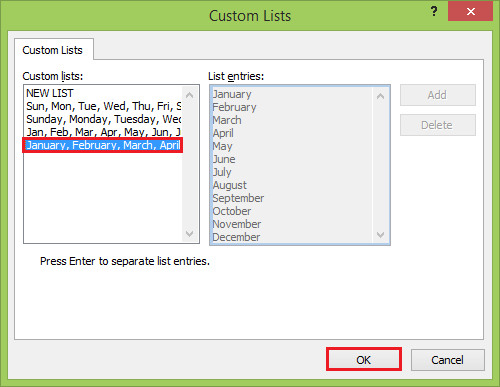 Custom Lists
?
Custom Lists
Custom lists:
NEW LIST
Sun, Mon, Tue, Wed, Thu, Fri, S
Sunday, Monday, Tuesday, Wed
Jan, Feb, Mar, Apr, May, Jun, J
January, February, March, April
List entries:
January
February
March
April
May
June
July
August
September
October
November
December
Add
Delete
Press Enter to separate list entries.
OK
Cancel